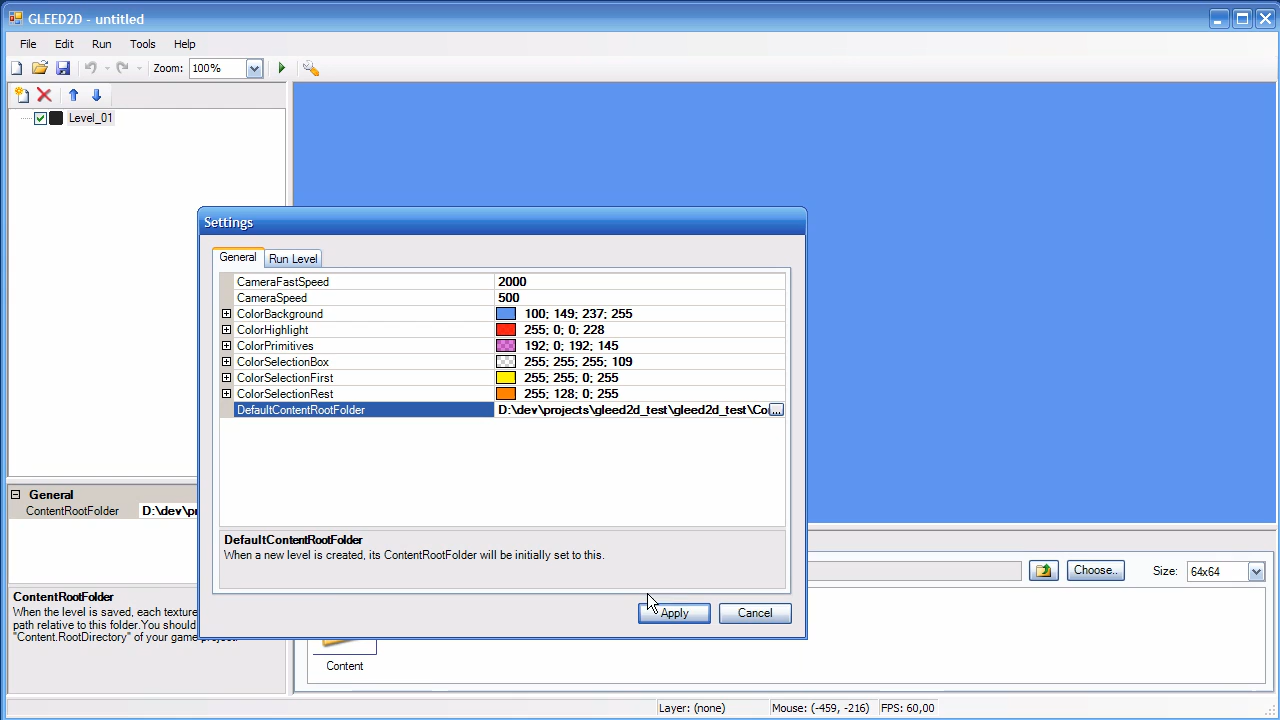 GLEED2D - untitled
File Edit Run Tools Help
Zoom: 100%
Level_01
Settings
General Run Level
CameraFastSpeed 2000
CameraSpeed 500
ColorBackground 100; 149; 237; 255
ColorHighlight 255; 0; 0; 228
ColorPrimitives 192; 0; 192; 145
ColorSelectionBox 255; 255; 255; 109
ColorSelectionFirst 255; 255; 0; 255
ColorSelectionRest 255; 128; 0; 255
DefaultContentRootFolder D:\dev\projects\gleed2d_test\gleed2d_test\Co ...
DefaultContentRootFolder
When a new level is created, its ContentRootFolder will be initially set to this.
Apply Cancel
General
ContentRootFolder D:\dev\p
ContentRootFolder
When the level is saved, each texture
path relative to this folder.You should
"Content.RootDirectory" of your game project.
Choose.. Size: 64x64
Content
Layer: (none) Mouse: (-459, -216) FPS: 60,00